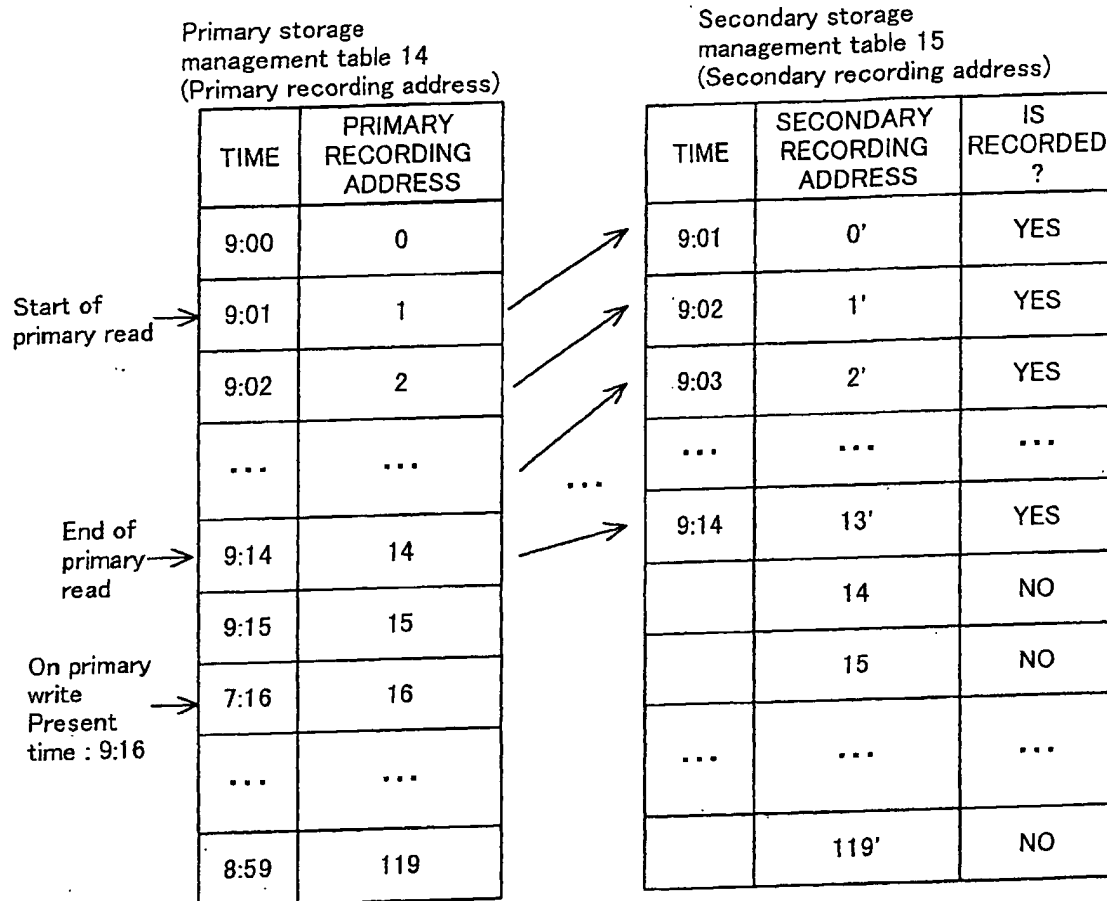 Primary storage
management table 14
(Primary recording address)
Secondary storage
management table 15
(Secondary recording address)
TIME
PRIMARY
RECORDING
ADDRESS
9:00 0
9:01 1
9:02 2
... ...
9:14 14
9:15 15
7:16 16
... ...
8:59 119
Start of
primary read
End of
primary
read
On primary
write
Present
time : 9:16
...
TIME
SECONDARY
RECORDING
ADDRESS
IS
RECORDED
?
9:01 0' YES
9:02 1' YES
9:03 2' YES
... ... ...
9:14 13' YES
14 NO
15 NO
... ... ...
119' NO